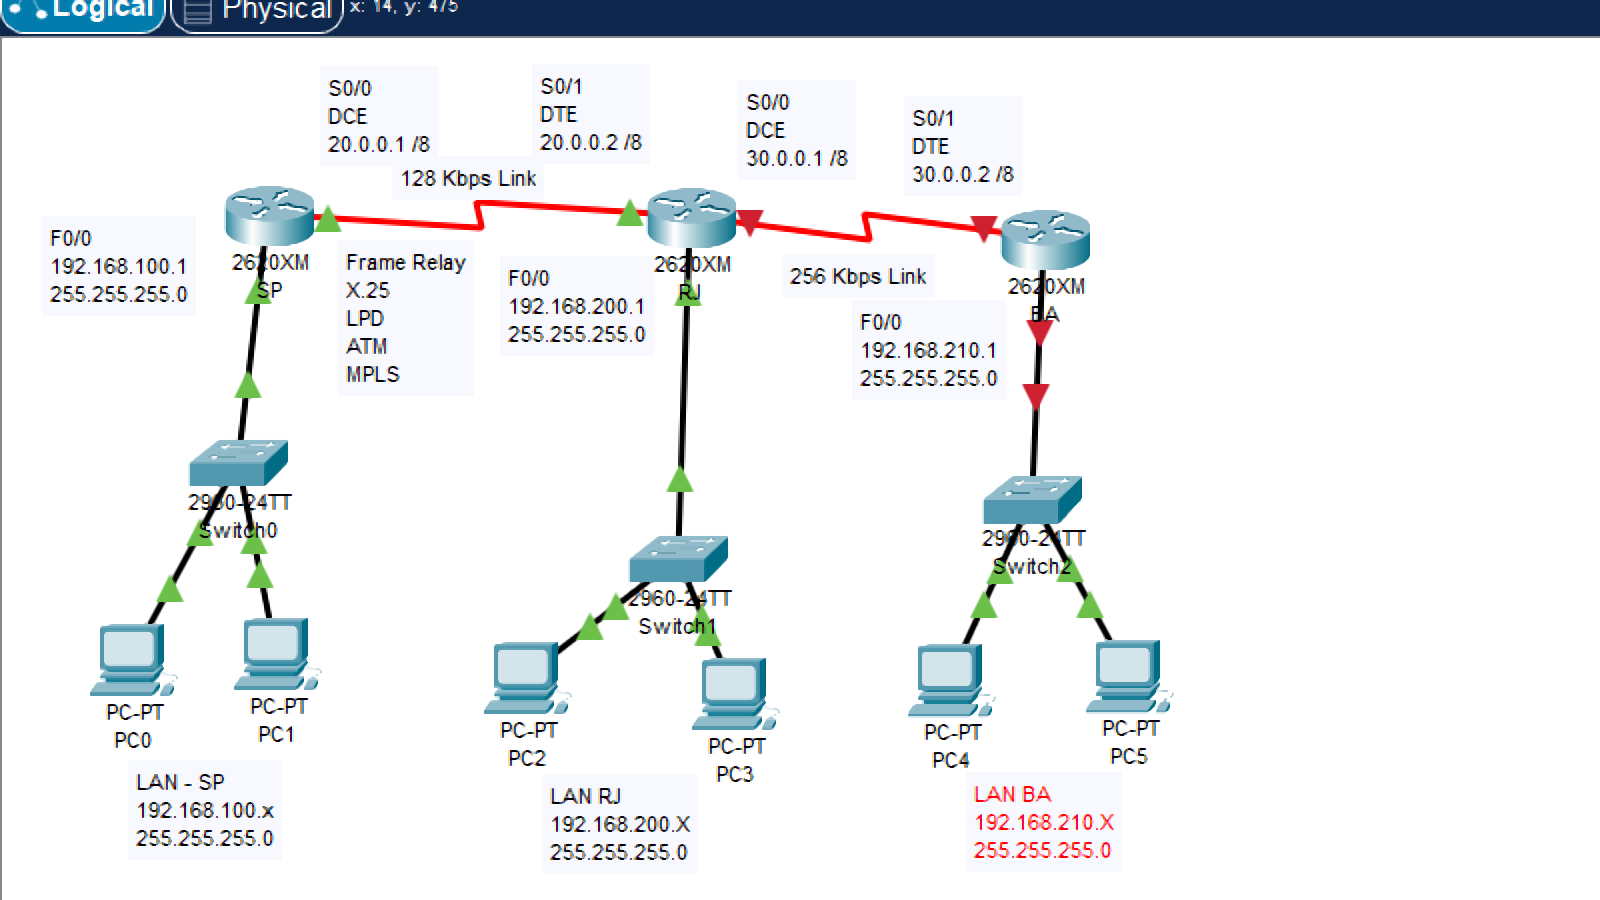 Logical
Physical
x: 14, y: 475
S0/0
DCE
20.0.0.1 /8
S0/1
DTE
20.0.0.2 /8
S0/0
DCE
30.0.0.1 /8
S0/1
DTE
30.0.0.2 /8
128 Kbps Link
F0/0
192.168.100.1
255.255.255.0
2620XM
SP
Frame Relay
X.25
LPD
ATM
MPLS
F0/0
192.168.200.1
255.255.255.0
2620XM
RJ
256 Kbps Link
2620XM
BA
F0/0
192.168.210.1
255.255.255.0
2960-24TT
Switch0
2960-24TT
Switch1
2960-24TT
Switch2
PC-PT
PC0
PC-PT
PC1
PC-PT
PC2
PC-PT
PC3
PC-PT
PC4
PC-PT
PC5
LAN - SP
192.168.100.x
255.255.255.0
LAN RJ
192.168.200.X
255.255.255.0
LAN BA
192.168.210.X
255.255.255.0